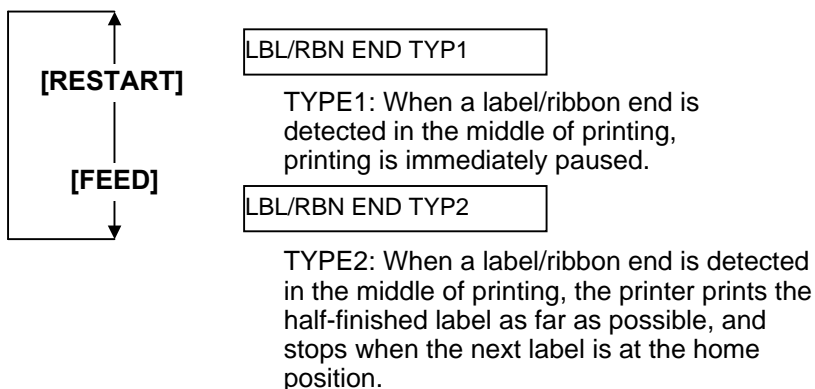 [RESTART]
[FEED]
LBL/RBN END TYP1
TYPE1: When a label/ribbon end is
detected in the middle of printing,
printing is immediately paused.
LBL/RBN END TYP2
TYPE2: When a label/ribbon end is detected
in the middle of printing, the printer prints the
half-finished label as far as possible, and
stops when the next label is at the home
position.